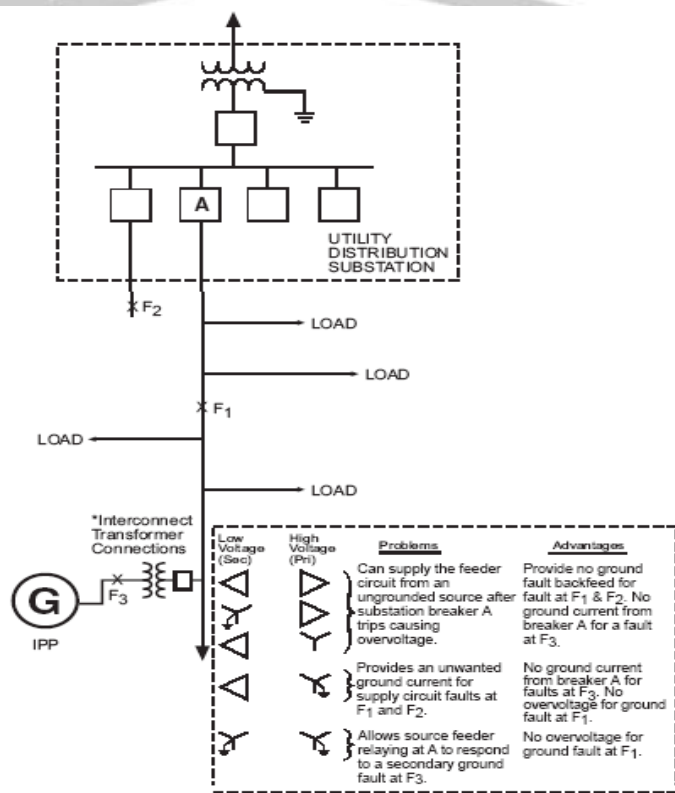 A
UTILITY
DISTRIBUTION
SUBSTATION
F2
LOAD
LOAD
F1
LOAD
LOAD
*Interconnect
Transformer
Connections
F3
G
IPP
Low
Voltage
(Sec)
High
Voltage
(Pri)
Problems
Advantages
Can supply the feeder
circuit from an
ungrounded source after
substation breaker A
trips causing
overvoltage.
Provide no ground
fault backfeed for
fault at F1 & F2. No
ground current from
breaker A for a fault
at F3.
Provides an unwanted
ground current for
supply circuit faults at
F1 and F2.
No ground current
from breaker A for
faults at F3. No
overvoltage for ground
fault at F1.
Allows source feeder
relaying at A to respond
to a secondary ground
fault at F3.
No overvoltage for
ground fault at F1.